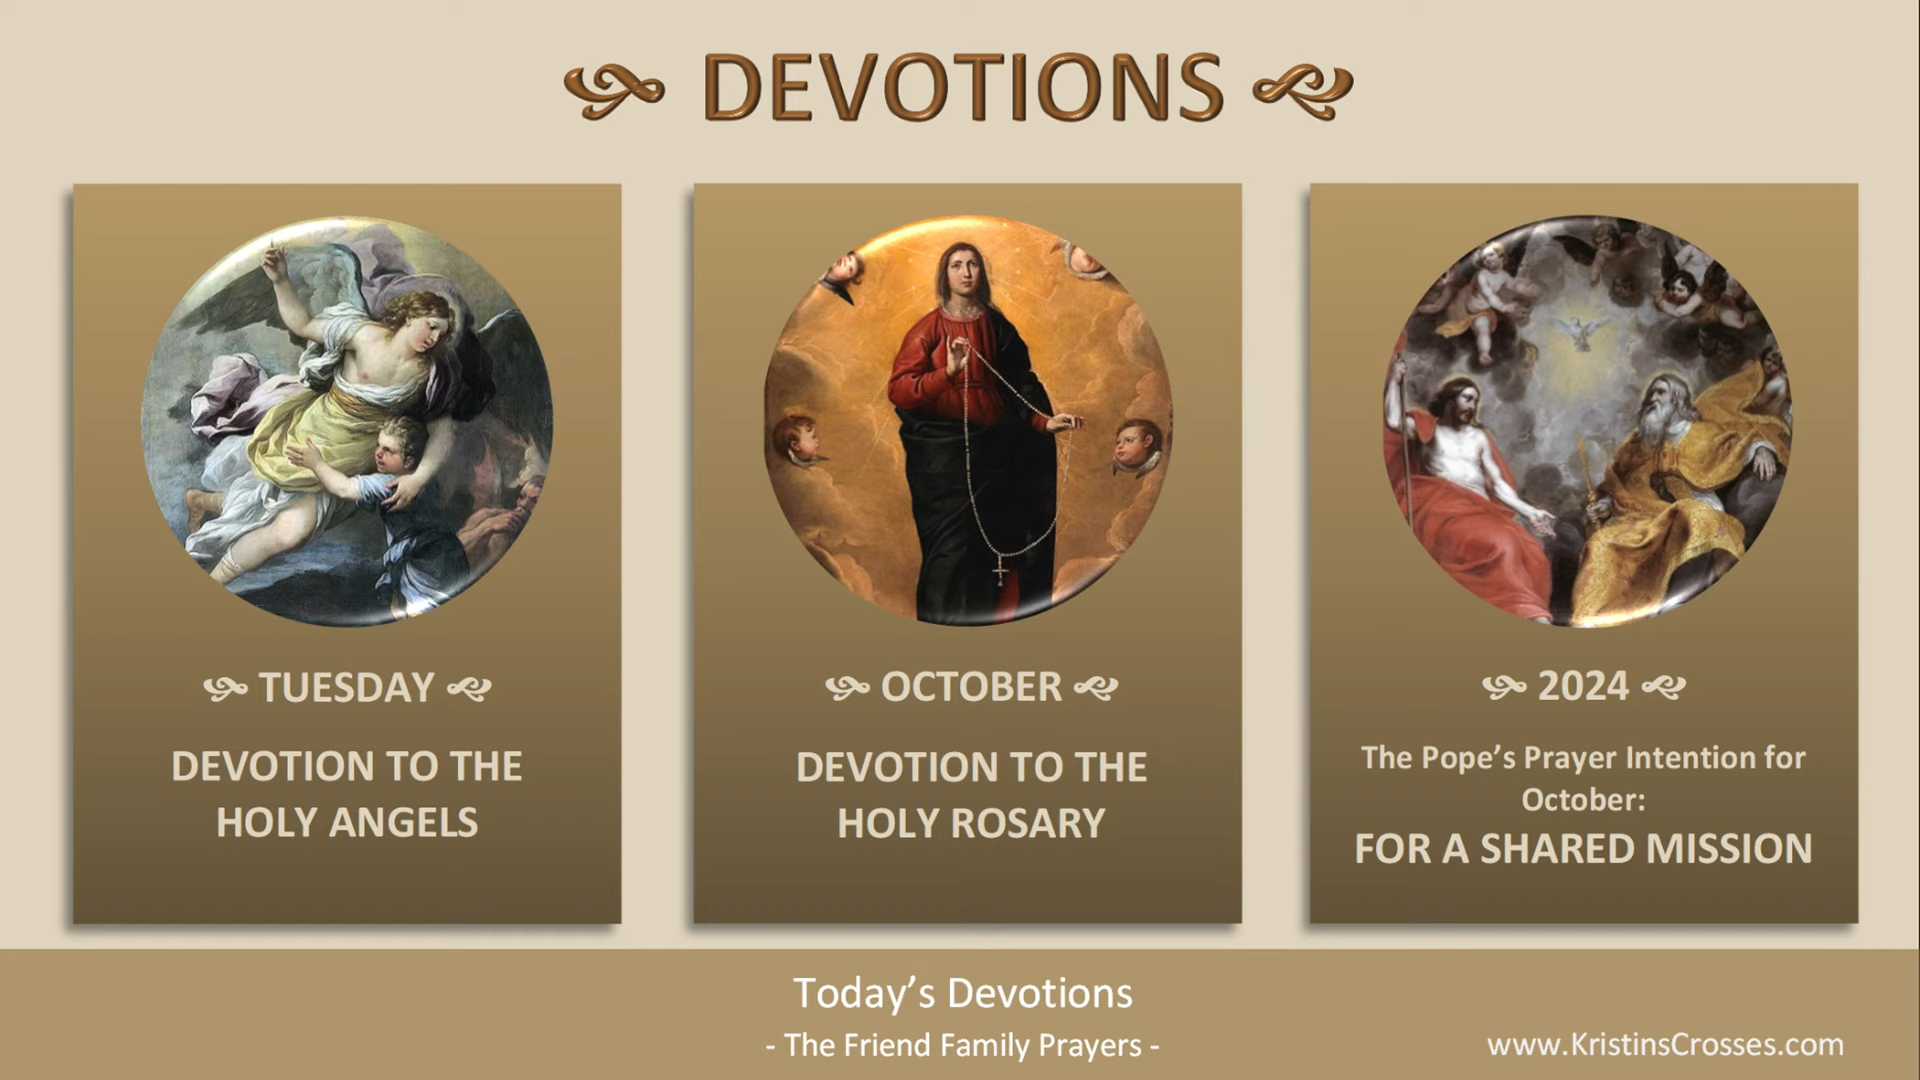 DEVOTIONS
TUESDAY
DEVOTION TO THE
HOLY ANGELS
OCTOBER
DEVOTION TO THE
HOLY ROSARY
2024
The Pope’s Prayer Intention for
October:
FOR A SHARED MISSION
Today’s Devotions
- The Friend Family Prayers -
www.KristinsCrosses.com